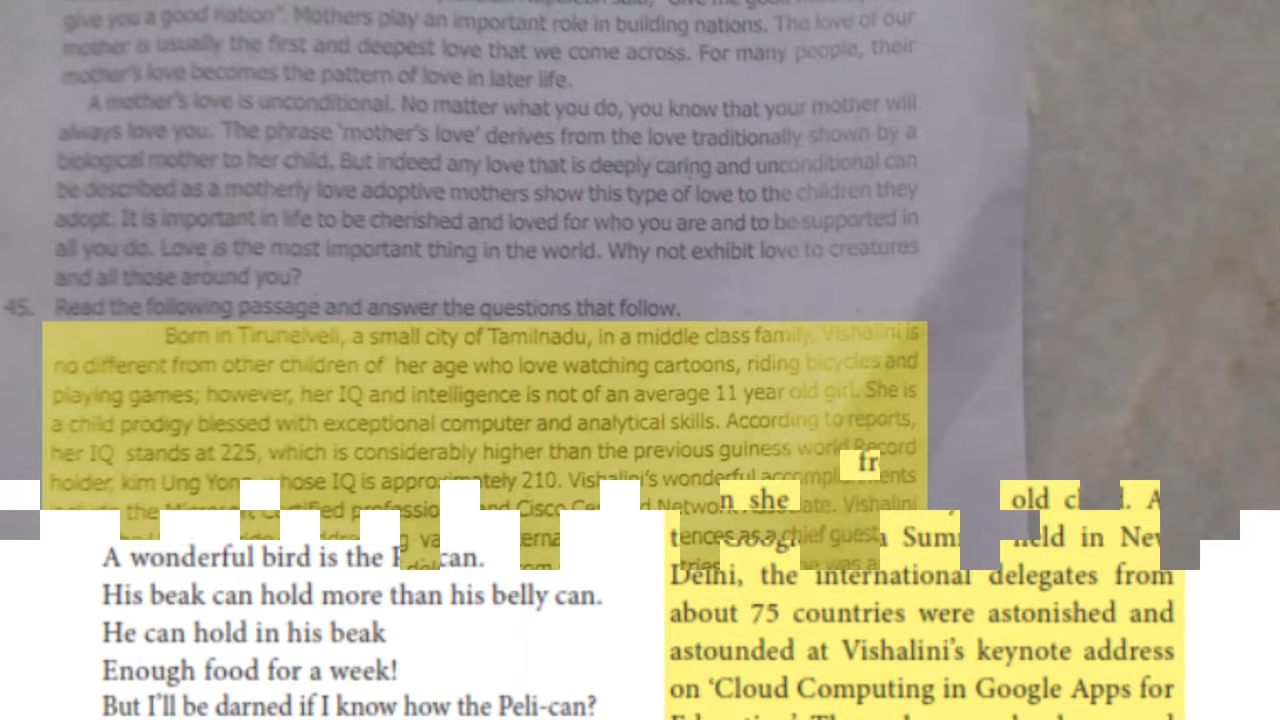 give you a good nation". Mothers play an important role in building nations. The love of our
mother is usually the first and deepest love that we come across. For many people, their
mother's love becomes the pattern of love in later life.
A mother's love is unconditional. No matter what you do, you know that your mother will
always love you. The phrase 'mother's love' derives from the love traditionally shown by a
biological mother to her child. But indeed any love that is deeply caring and unconditional can
be described as a motherly love adoptive mothers show this type of love to the children they
adopt. It is important in life to be cherished and loved for who you are and to be supported in
all you do. Love is the most important thing in the world. Why not exhibit love to creatures
and all those around you?
45. Read the following passage and answer the questions that follow.
Born in Tirunelveli, a small city of Tamilnadu, in a middle class family, Vishalini is
no different from other children of her age who love watching cartoons, riding bicycles and
playing games; however, her IQ and intelligence is not of an average 11 year old girl. She is
a child prodigy blessed with exceptional computer and analytical skills. According to reports,
her IQ stands at 225, which is considerably higher than the previous guiness world Record
holder, kim Ung Yong whose IQ is approximately 210. Vishalini's wonderful
the Cisco Vishalini
as a chief guest
A wonderful bird is the
His beak can hold more than his belly can.
He can hold in his beak
Enough food for a week!
But I'll be darned if I know how the Peli-can?
she old
held in New
Delhi, the international delegates from
about 75 countries were astonished and
astounded at Vishalini's keynote address
on 'Cloud Computing in Google Apps for